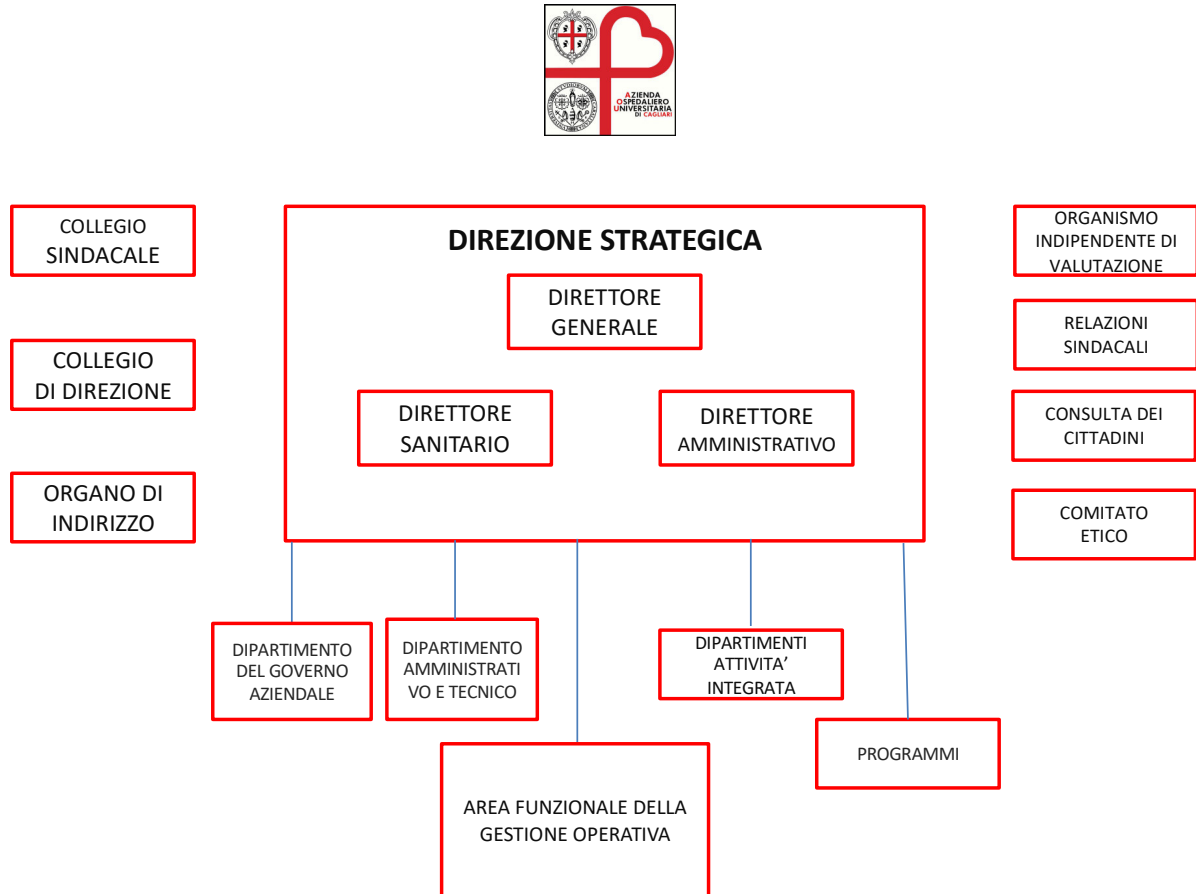 AZIENDA
OSPEDALIERO
UNIVERSITARIA
DI CAGLIARI
COLLEGIO
SINDACALE
COLLEGIO
DI DIREZIONE
ORGANO DI
INDIRIZZO
DIREZIONE STRATEGICA
DIRETTORE
GENERALE
DIRETTORE
SANITARIO
DIRETTORE
AMMINISTRATIVO
ORGANISMO
INDIPENDENTE DI
VALUTAZIONE
RELAZIONI
SINDACALI
CONSULTA DEI
CITTADINI
COMITATO
ETICO
DIPARTIMENTO
DEL GOVERNO
AZIENDALE
DIPARTIMENTO
AMMINISTRATI
VO E TECNICO
DIPARTIMENTI
ATTIVITA’
INTEGRATA
PROGRAMMI
AREA FUNZIONALE DELLA
GESTIONE OPERATIVA